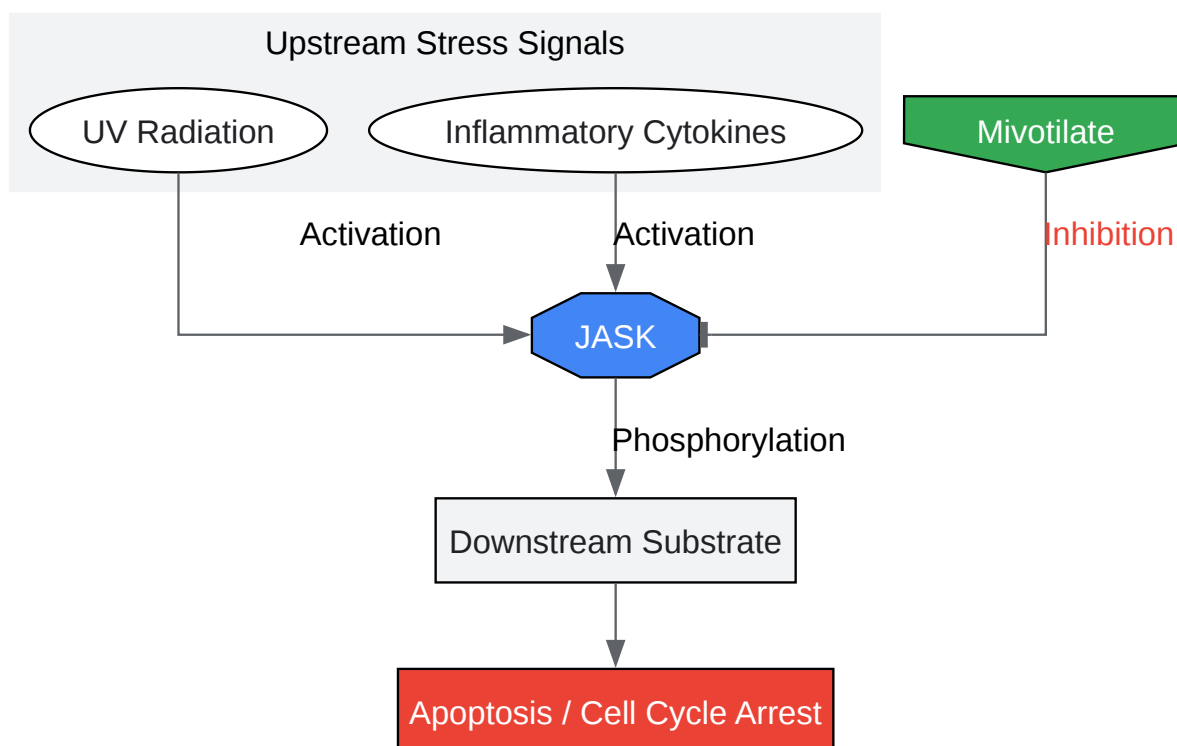 Upstream Stress Signals
UV Radiation
Inflammatory Cytokines
Mivotilate
Activation
Activation
Inhibition
JASK
Phosphorylation
Downstream Substrate
Apoptosis / Cell Cycle Arrest